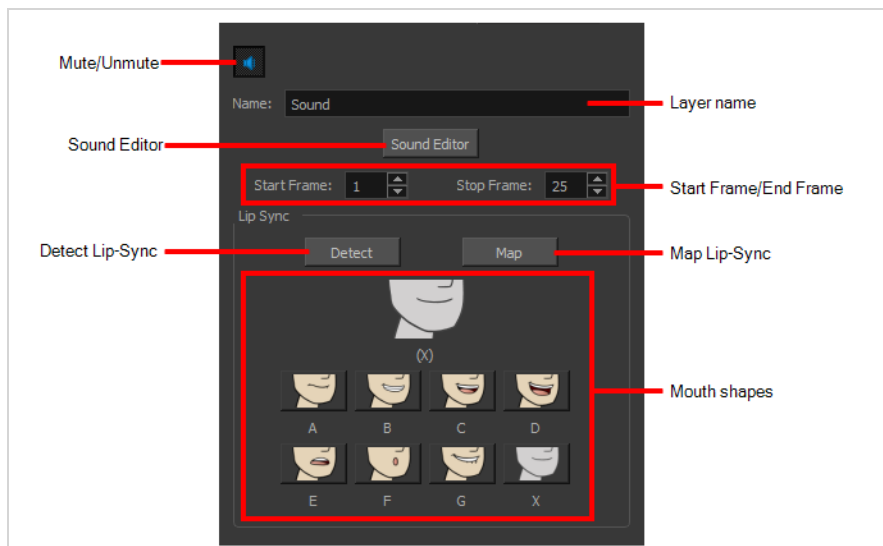 Mute/Unmute
Name: Sound
Layer name
Sound Editor
Sound Editor
Start Frame: 1 Stop Frame: 25
Start Frame/End Frame
Lip Sync
Detect Lip-Sync
Detect Map
Map Lip-Sync
(X)
Mouth shapes
A B C D
E F G X